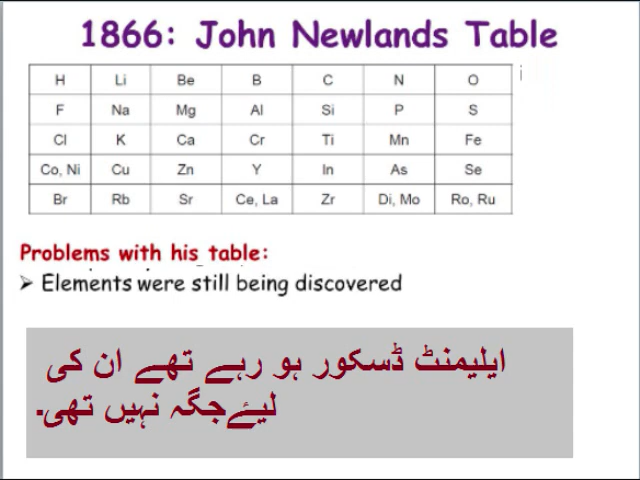 1866: John Newlands Table
H Li Be B C N O
F Na Mg Al Si P S
Cl K Ca Cr Ti Mn Fe
Co, Ni Cu Zn Y In As Se
Br Rb Sr Ce, La Zr Di, Mo Ro, Ru
Problems with his table:
➢ Elements were still being discovered
ایلیمنٹ ڈسکور ہو رہے تھے ان کی
لیۓجگہ نہیں تھی۔